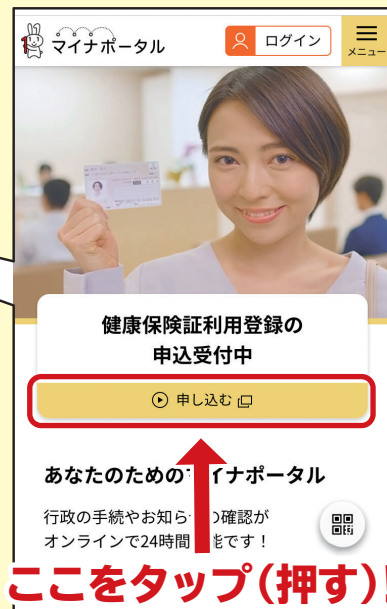 マイナポータル
ログイン
メニュー
健康保険証利用登録の
申込受付中
申し込む
あなたのための イナポータル
行政の手続やお知ら の確認が
オンラインで24時間 能です！
ここをタップ（押す）！